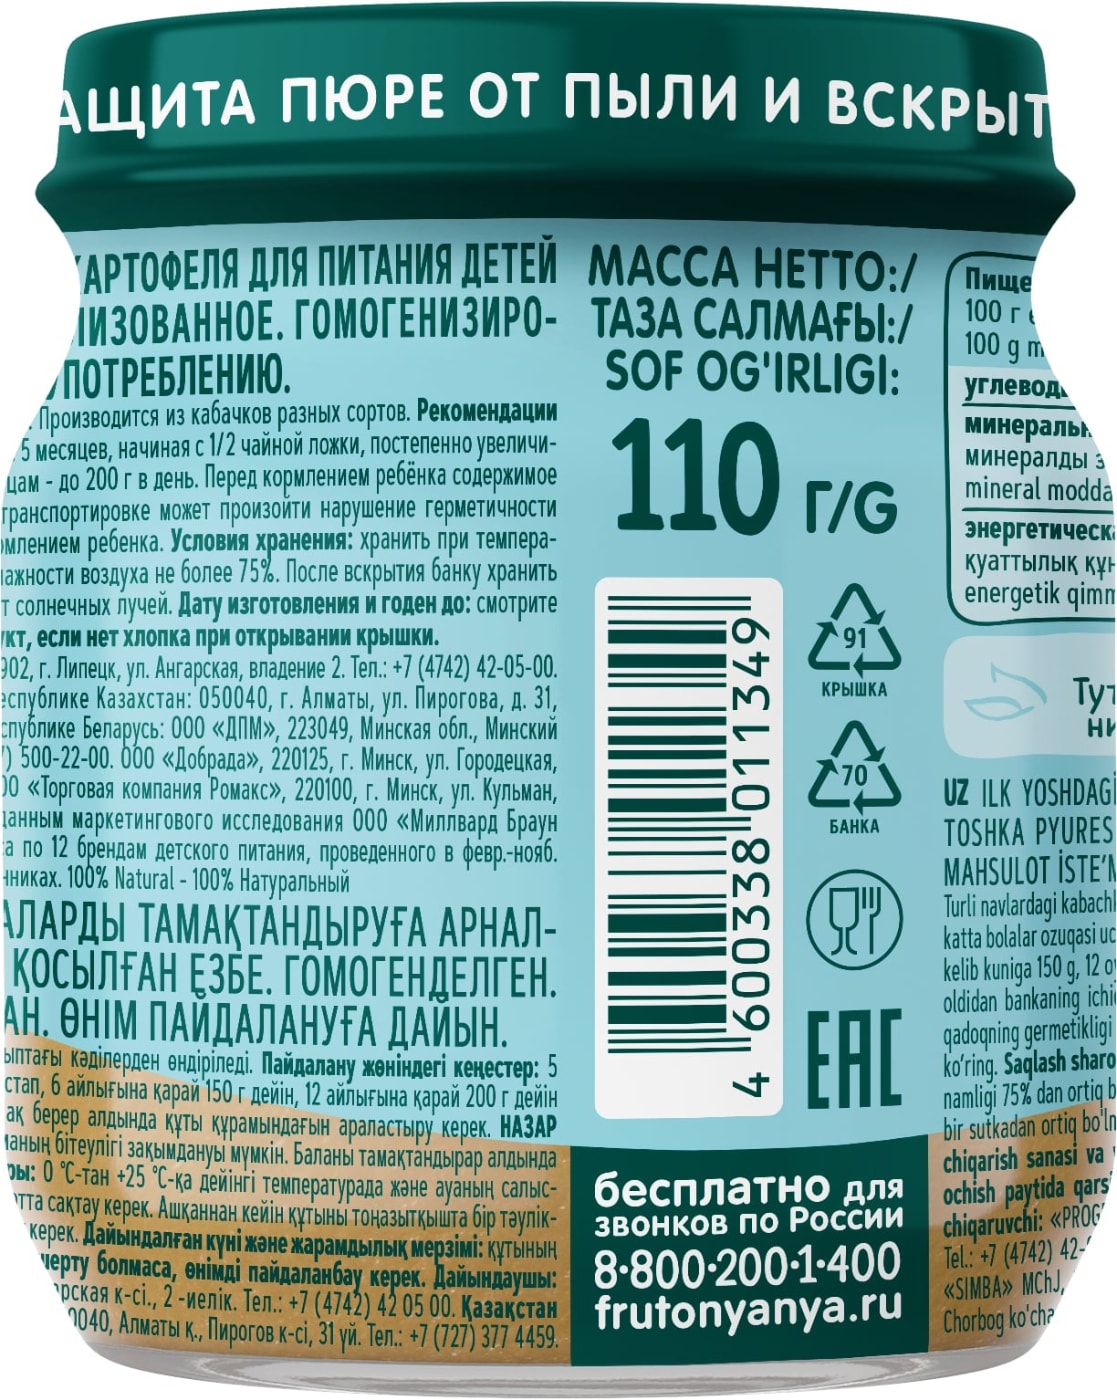 АЩИТА ПЮРЕ ОТ ПЫЛИ И ВСКРЫТ
КАРТОФЕЛЯ ДЛЯ ПИТАНИЯ ДЕТЕЙ
ИЗОВАННОЕ. ГОМОГЕНИЗИРО-
УПОТРЕБЛЕНИЮ.
Производится из кабачков разных сортов. Рекомендации
5 месяцев, начиная с 1/2 чайной ложки, постепенно увеличи-
цам - до 200 г в день. Перед кормлением ребёнка содержимое
транспортировке может произойти нарушение герметичности
млением ребенка. Условия хранения: хранить при темпера-
ажности воздуха не более 75%. После вскрытия банку хранить
т солнечных лучей. Дату изготовления и годен до: смотрите
укт, если нет хлопка при открывании крышки.
902, г. Липецк, ул. Ангарская, владение 2. Тел.: +7 (4742) 42-05-00.
еспублике Казахстан: 050040, г. Алматы, ул. Пирогова, д. 31,
спублике Беларусь: ООО «ДПМ», 223049, Минская обл., Минский
7) 500-22-00. ООО «Добрада», 220125, г. Минск, ул. Городецкая,
ОО «Торговая компания Ромакс», 220100, г. Минск, ул. Кульман,
данным маркетингового исследования ООО «Миллвард Браун
са по 12 брендам детского питания, проведенного в февр.-нояб.
нниках. 100% Natural - 100% Натуральный
АЛАРДЫ ТАМАҚТАНДЫРУҒА АРНАЛ-
ҚОСЫЛҒАН ЕЗБЕ. ГОМОГЕНДЕЛГЕН.
АН. ӨНІМ ПАЙДАЛАНУҒА ДАЙЫН.
ыптағы кәділерден өндіріледі. Пайдалану жөніндегі кеңестер: 5
стап, 6 айлығына қарай 150 г дейін, 12 айлығына қарай 200 г дейін
ақ берер алдында құты құрамындағын араластыру керек. НАЗАР
маның бітеулігі зақымдануы мүмкін. Баланы тамақтандырар алдында
ры: 0 °С-тан +25 °С-қа дейінгі температурада және ауаның салыс-
тта сақтау керек. Ашқаннан кейін құтыны тоңазытқышта бір тәулік-
керек. Дайындалған күні және жарамдылық мерзімі: құтының
шерту болмаса, өнімді пайдаланбау керек. Дайындаушы:
рская к-сі., 2 -иелік. Тел.: +7 (4742) 42 05 00. Қазақстан
0040, Алматы қ., Пирогов к-сі, 31 үй. Тел.: +7 (727) 377 4459.
МАССА НЕТТО:/
ТАЗА САЛМАҒЫ:/
SOF OG'IRLIGI:
110 Г/G
4 600338 011349
91
КРЫШКА
70
БАНКА
EAC
бесплатно для
звонков по России
8·800·200·1·400
frutonyanya.ru
Пище
100 г
100 g m
углевод
минеральн
минералды з
mineral modda
энергетическа
қуаттылық құн
energetik qimm
Тут
ни
UZ ILK YOSHDAGI
TOSHKA PYURES
MAHSULOT ISTE’M
Turli navlardagi kabach
katta bolalar ozuqasi uc
kelib kuniga 150 g, 12 oy
oldidan bankaning ichi
qadoqning germetikligi
ko‘ring. Saqlash sharo
namligi 75% dan ortiq b
bir sutkadan ortiq bo‘ln
chiqarish sanasi va
ochish paytida qars
chiqaruvchi: «PROG
Tel.: +7 (4742) 42-
«SIMBA» MChJ,
Chorbog ko‘cha